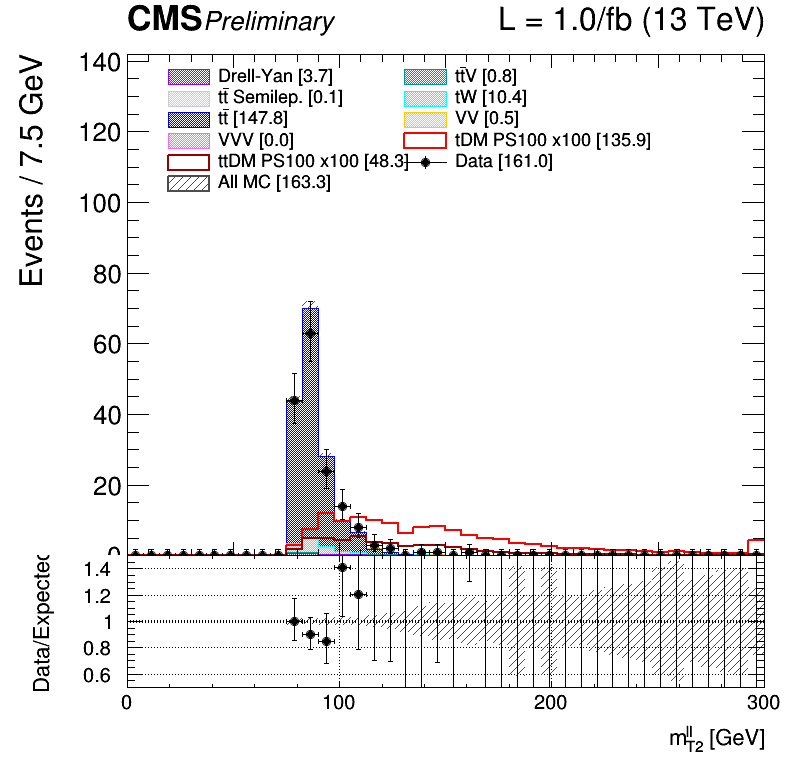 CMS Preliminary L = 1.0/fb (13 TeV)
Events / 7.5 GeV
140
120
100
80
60
40
20
0
Drell-Yan [3.7]
tt̄V [0.8]
tt̄ Semilep. [0.1]
tW [10.4]
tt̄ [147.8]
VV [0.5]
VVV [0.0]
tDM PS100 x100 [135.9]
ttDM PS100 x100 [48.3]
Data [161.0]
All MC [163.3]
Data/Expected
1.4
1.2
1
0.8
0.6
0 100 200 300
m_T2^ll [GeV]